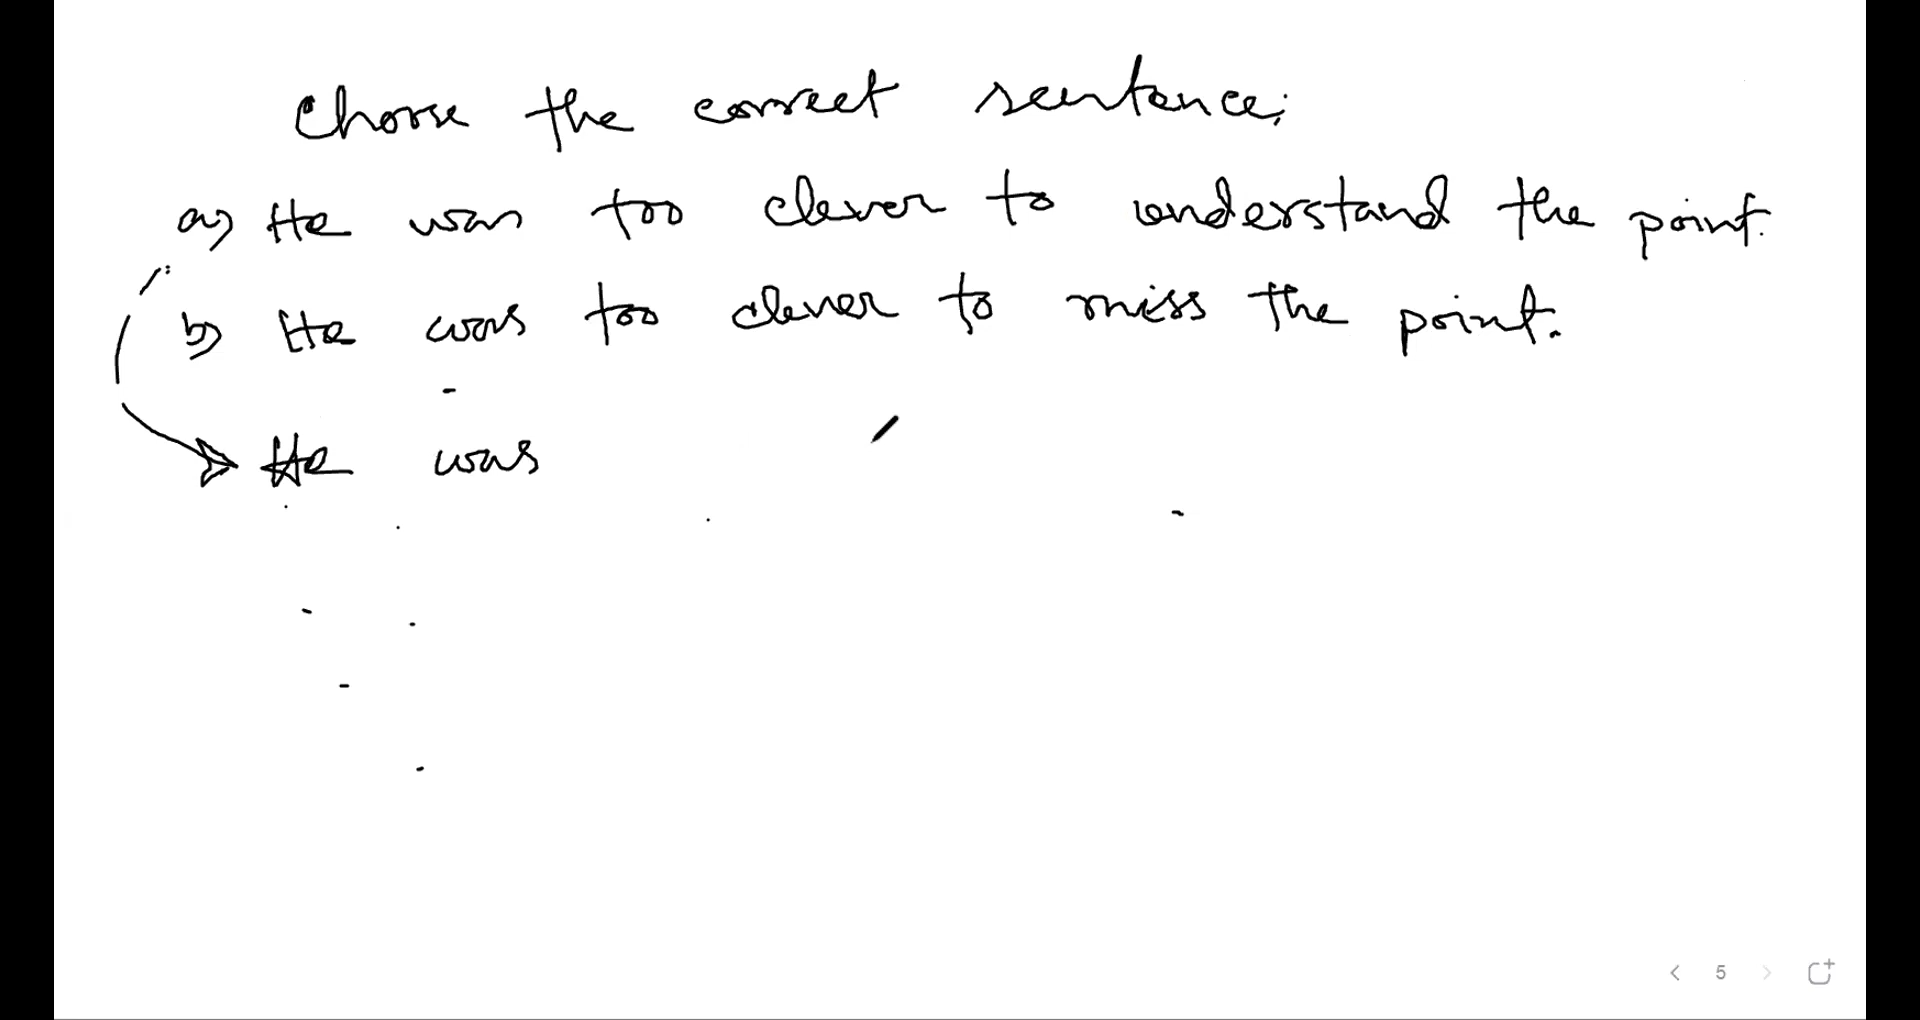 Choose the correct sentence:
a) He was too clever to understand the point.
b) He was too clever to miss the point.
He was
5